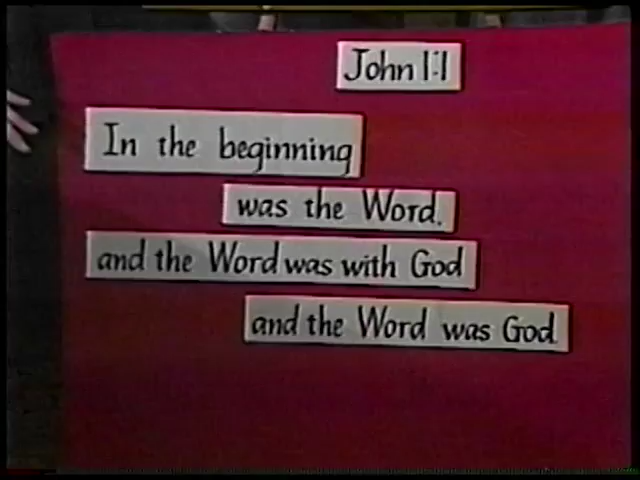 John 1:1
In the beginning
was the Word.
and the Word was with God
and the Word was God